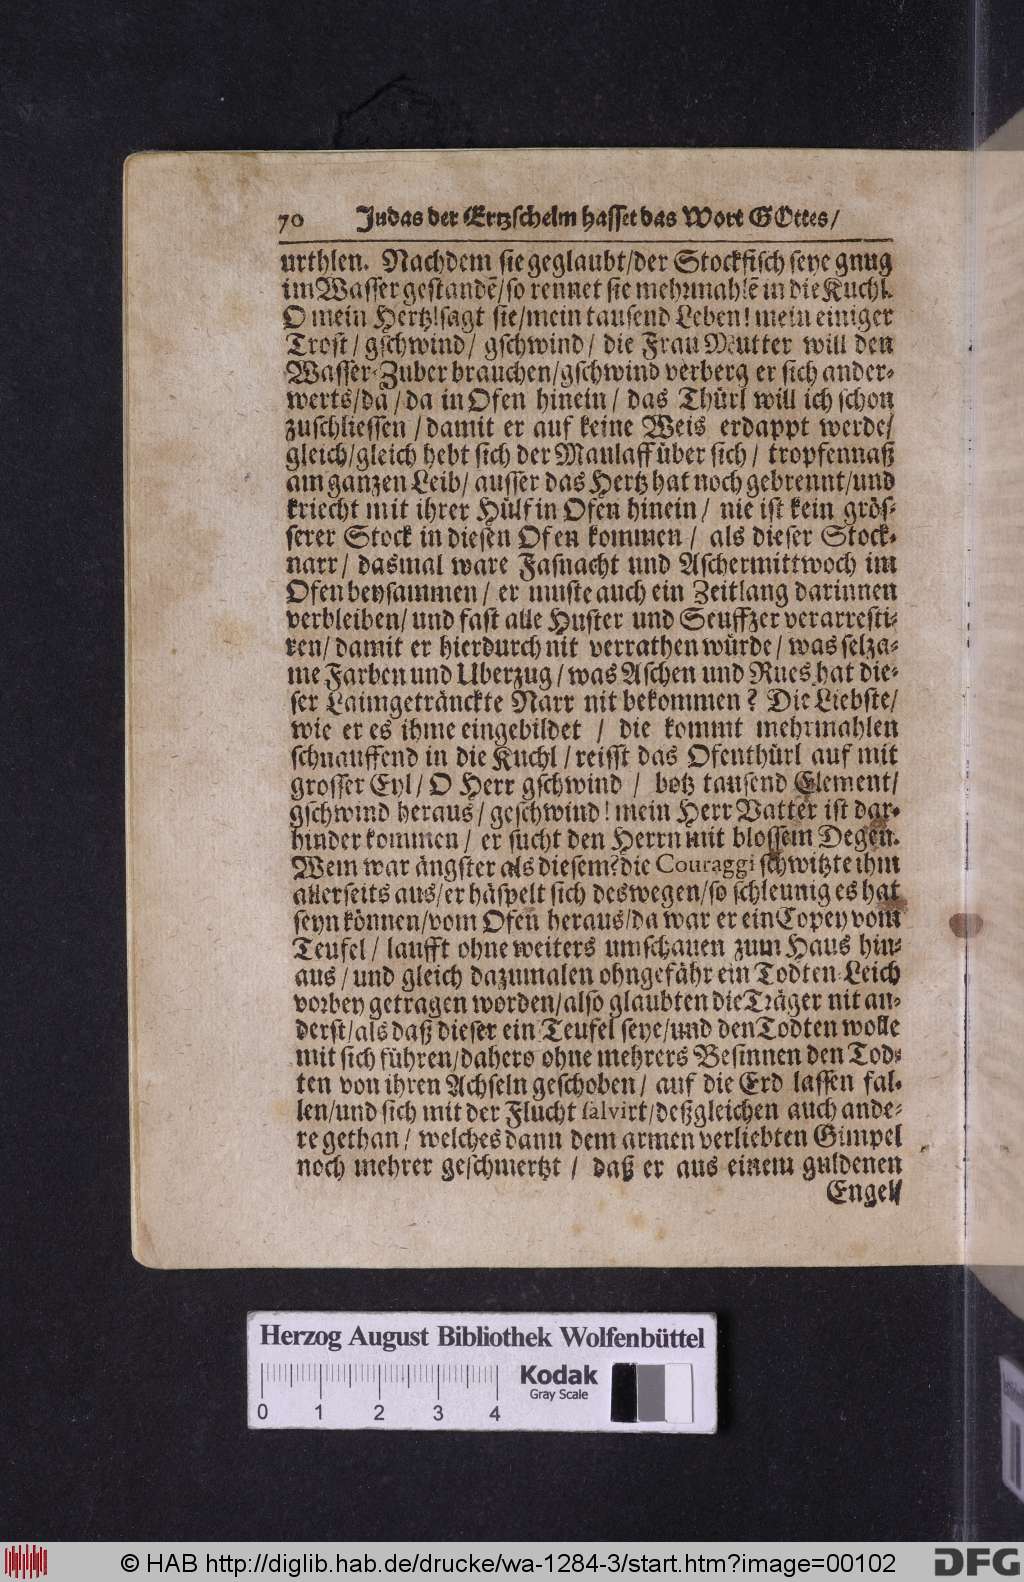 70 Judas der Ertzschelm hasset das Wort GOttes/
urthlen. Nachdem sie geglaubt/der Stockfisch seye gnug
im Wasser gestandē/so rennet sie mehrmahlē in die Kuchl.
O mein Hertz!sagt sie/mein tausend Leben! mein einiger
Trost/ gschwind/ gschwind/ die Frau Mutter will den
Wasser-Zuber brauchen/gschwind verberg er sich ander-
werts/da/da in Ofen hinein/ das Thürl will ich schon
zuschliessen/damit er auf keine Weis erdappt werde/
gleich/gleich hebt sich der Maulaff über sich/ tropfennaß
am ganzen Leib/ ausser das Hertz hat noch gebrennt/und
kriecht mit ihrer Hülf in Ofen hinein/ nie ist kein grös-
serer Stock in diesen Ofen kommen/ als dieser Stock-
narr/ dasmal ware Fasnacht und Aschermittwoch im
Ofen beysammen/ er muste auch ein Zeitlang darinnen
verbleiben/ und fast alle Huster und Seuffzer verarresti-
ren/ damit er hierdurch nit verrathen würde/ was selza-
me Farben und Uberzug/ was Aschen und Rues hat die-
ser Laimgetränckte Narr nit bekommen? Die Liebste/
wie er es ihme eingebildet / die kommt mehrmahlen
schnauffend in die Kuchl/ reisst das Ofenthürl auf mit
grosser Eyl/ O Herr gschwind / botz tausend Element/
gschwind heraus/ geschwind! mein Herr Vatter ist dar-
hinder kommen/ er sucht den Herrn mit blossem Degen.
Wem war ängster als diesem?die Couraggi schwitzte ihm
allerseits aus/er häspelt sich deswegen/so schleunig es hat
seyn können/vom Ofen heraus/da war er ein Copey vom
Teufel/ laufft ohne weiters umschauen zum Haus hin-
aus/ und gleich dazumalen ohngefähr ein Todten-Leich
vorbey getragen worden/also glaubten die Träger nit an-
derst/als daß dieser ein Teufel seye/und den Todten wolle
mit sich führen/dahero ohne mehrers Besinnen den Tod-
ten von ihren Achseln geschoben/ auf die Erd lassen fal-
len/und sich mit der Flucht salvirt/deßgleichen auch ande-
re gethan/ welches dann dem armen verliebten Gimpel
noch mehrer geschmertzt/ daß er aus einem guldenen
Engel/
Herzog August Bibliothek Wolfenbüttel
Kodak
Gray Scale
0 1 2 3 4
© HAB http://diglib.hab.de/drucke/wa-1284-3/start.htm?image=00102
DFG